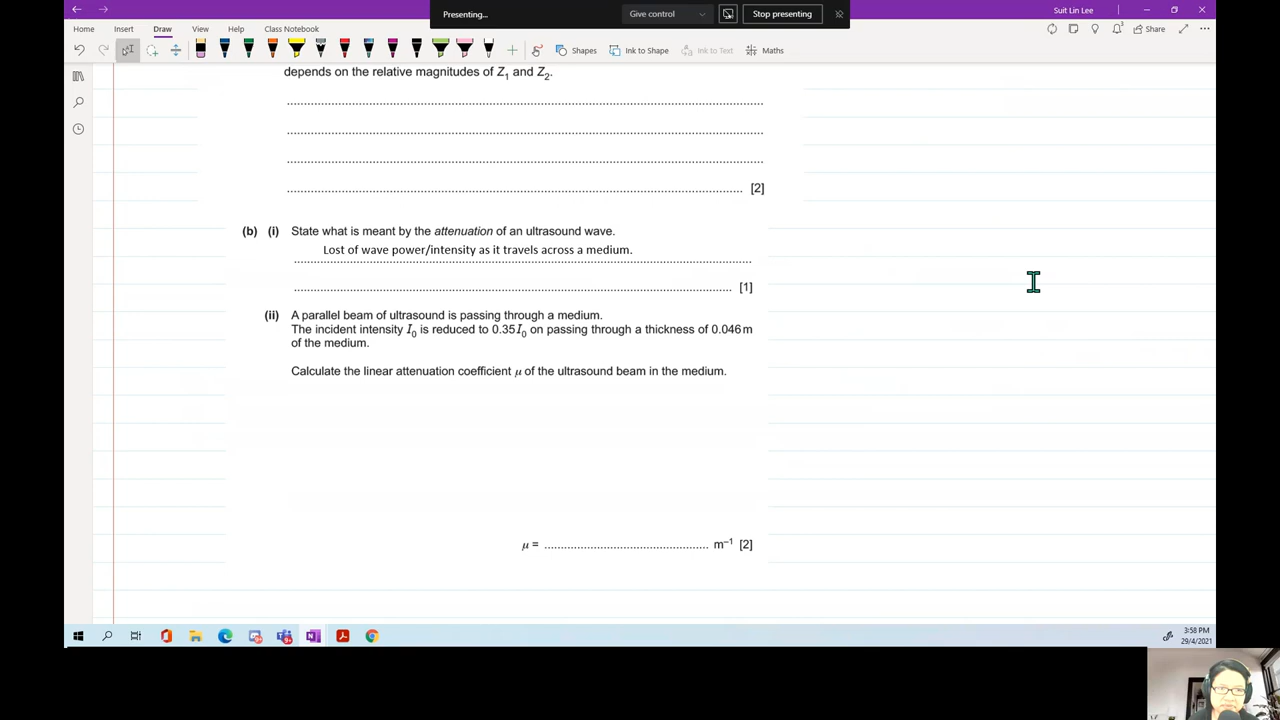 Suit Lin Lee
Presenting...
Give control
Stop presenting
Home Insert Draw View Help Class Notebook
Share
Shapes Ink to Shape Ink to Text Maths
depends on the relative magnitudes of Z1 and Z2.
........................................................................
........................................................................
........................................................................
........................................................................ [2]
(b) (i) State what is meant by the attenuation of an ultrasound wave.
Lost of wave power/intensity as it travels across a medium.
........................................................................
........................................................................ [1]
(ii) A parallel beam of ultrasound is passing through a medium.
The incident intensity I0 is reduced to 0.35I0 on passing through a thickness of 0.046 m
of the medium.
Calculate the linear attenuation coefficient μ of the ultrasound beam in the medium.
μ = ................................................. m−1 [2]
3:58 PM
29/4/2021